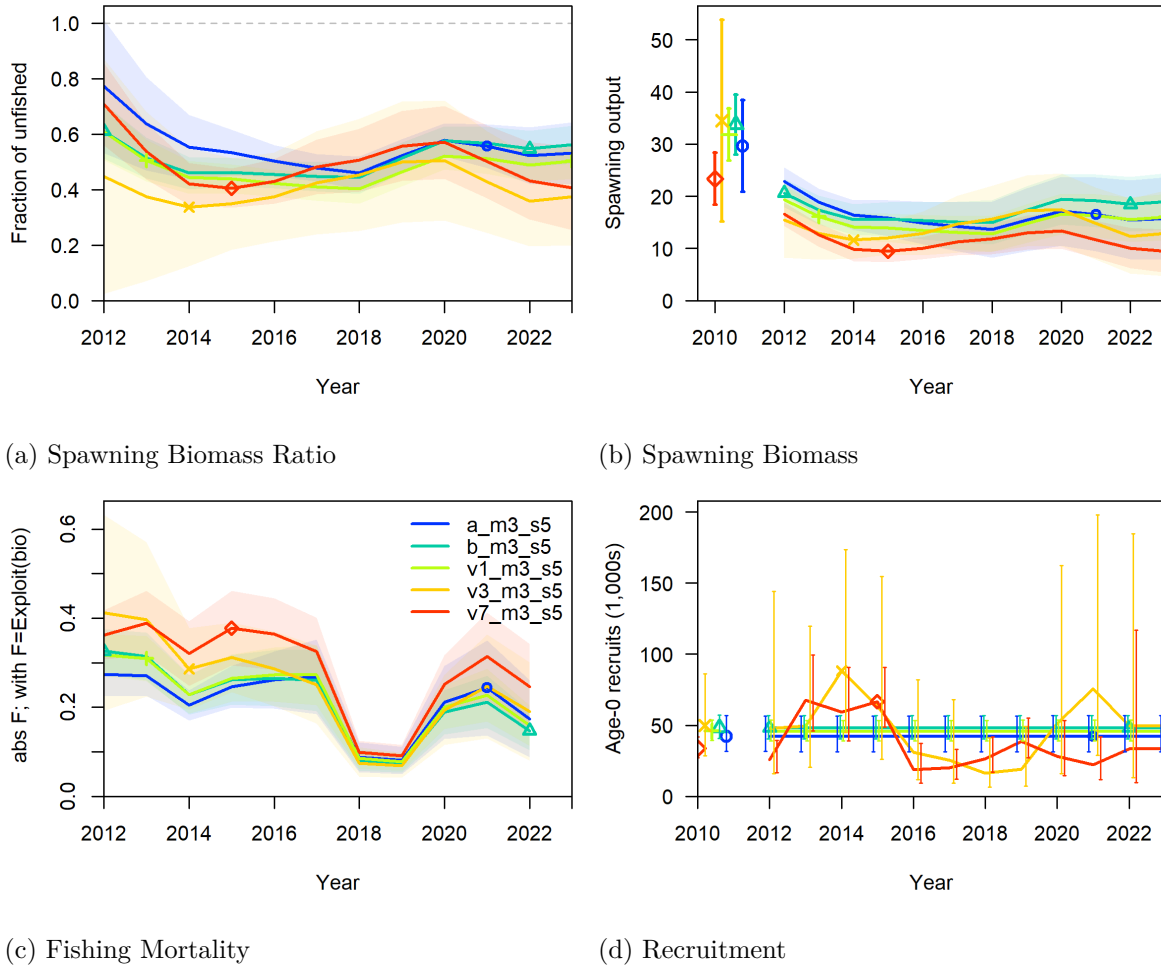 Fraction of unfished
1.0
0.8
0.6
0.4
0.2
0.0
2012 2014 2016 2018 2020 2022
Year
(a) Spawning Biomass Ratio
Spawning output
50
40
30
20
10
0
2010 2012 2014 2016 2018 2020 2022
Year
(b) Spawning Biomass
abs F; with F=Exploit(bio)
0.6
0.4
0.2
0.0
a_m3_s5
b_m3_s5
v1_m3_s5
v3_m3_s5
v7_m3_s5
2012 2014 2016 2018 2020 2022
Year
(c) Fishing Mortality
Age-0 recruits (1,000s)
200
150
100
50
0
2010 2012 2014 2016 2018 2020 2022
Year
(d) Recruitment